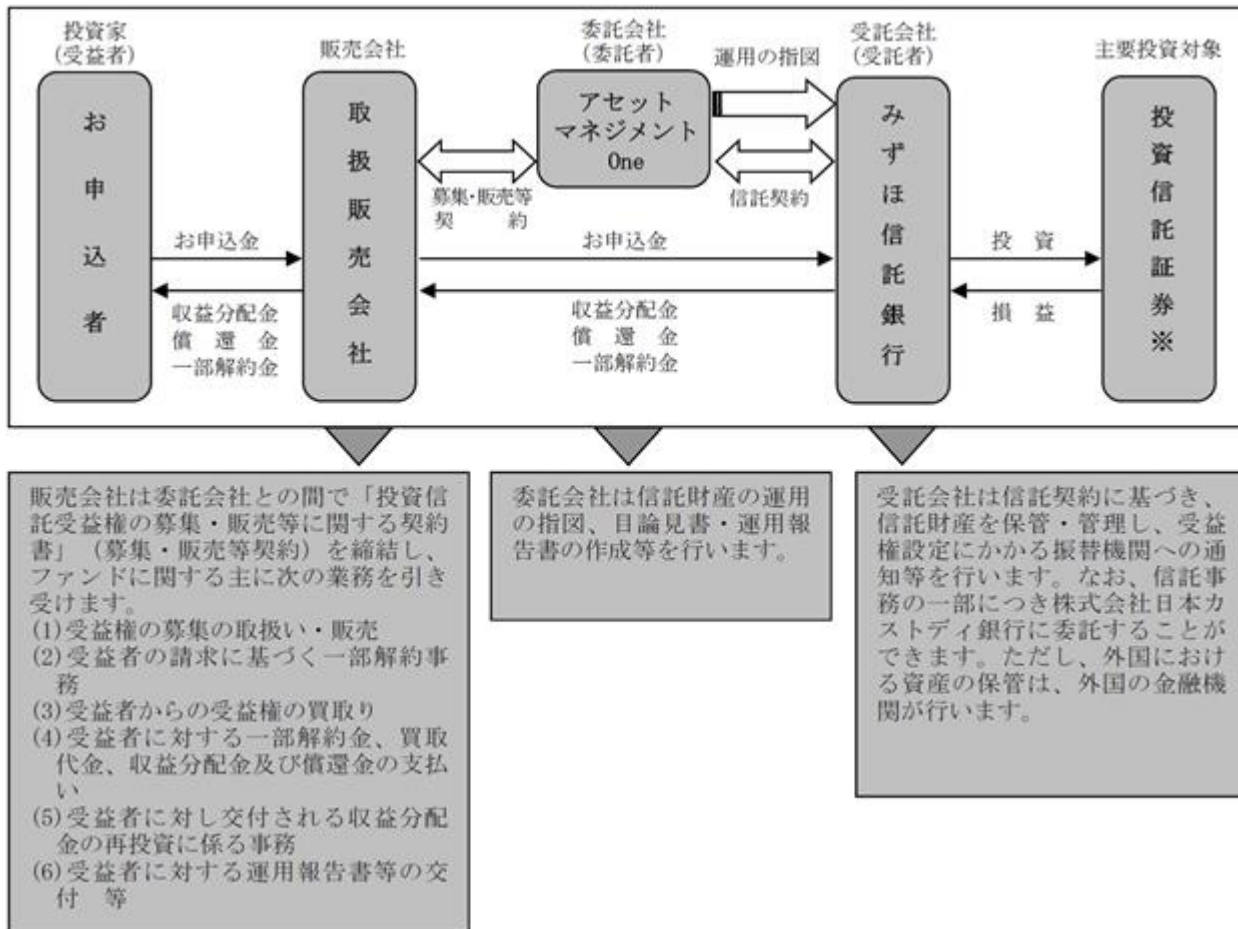 投資家
(受益者)
販売会社
委託会社
(委託者)
運用の指図
受託会社
(受託者)
主要投資対象
お申込者
取扱販売会社
アセット
マネジメント
One
みずほ信託銀行
投資信託証券※
募集・販売等
契　約
信託契約
お申込金
お申込金
投　資
収益分配金
償　還　金
一部解約金
収益分配金
償　還　金
一部解約金
損　益
販売会社は委託会社との間で「投資信
託受益権の募集・販売等に関する契約
書」（募集・販売等契約）を締結し、
ファンドに関する主に次の業務を引き
受けます。
(1)受益権の募集の取扱い・販売
(2)受益者の請求に基づく一部解約事
務
(3)受益者からの受益権の買取り
(4)受益者に対する一部解約金、買取
代金、収益分配金及び償還金の支払
い
(5)受益者に対し交付される収益分配
金の再投資に係る事務
(6)受益者に対する運用報告書等の交
付　等
委託会社は信託財産の運用
の指図、目論見書・運用報
告書の作成等を行います。
受託会社は信託契約に基づき、
信託財産を保管・管理し、受益
権設定にかかる振替機関への通
知等を行います。なお、信託事
務の一部につき株式会社日本カ
ストディ銀行に委託することが
できます。ただし、外国におけ
る資産の保管は、外国の金融機
関が行います。